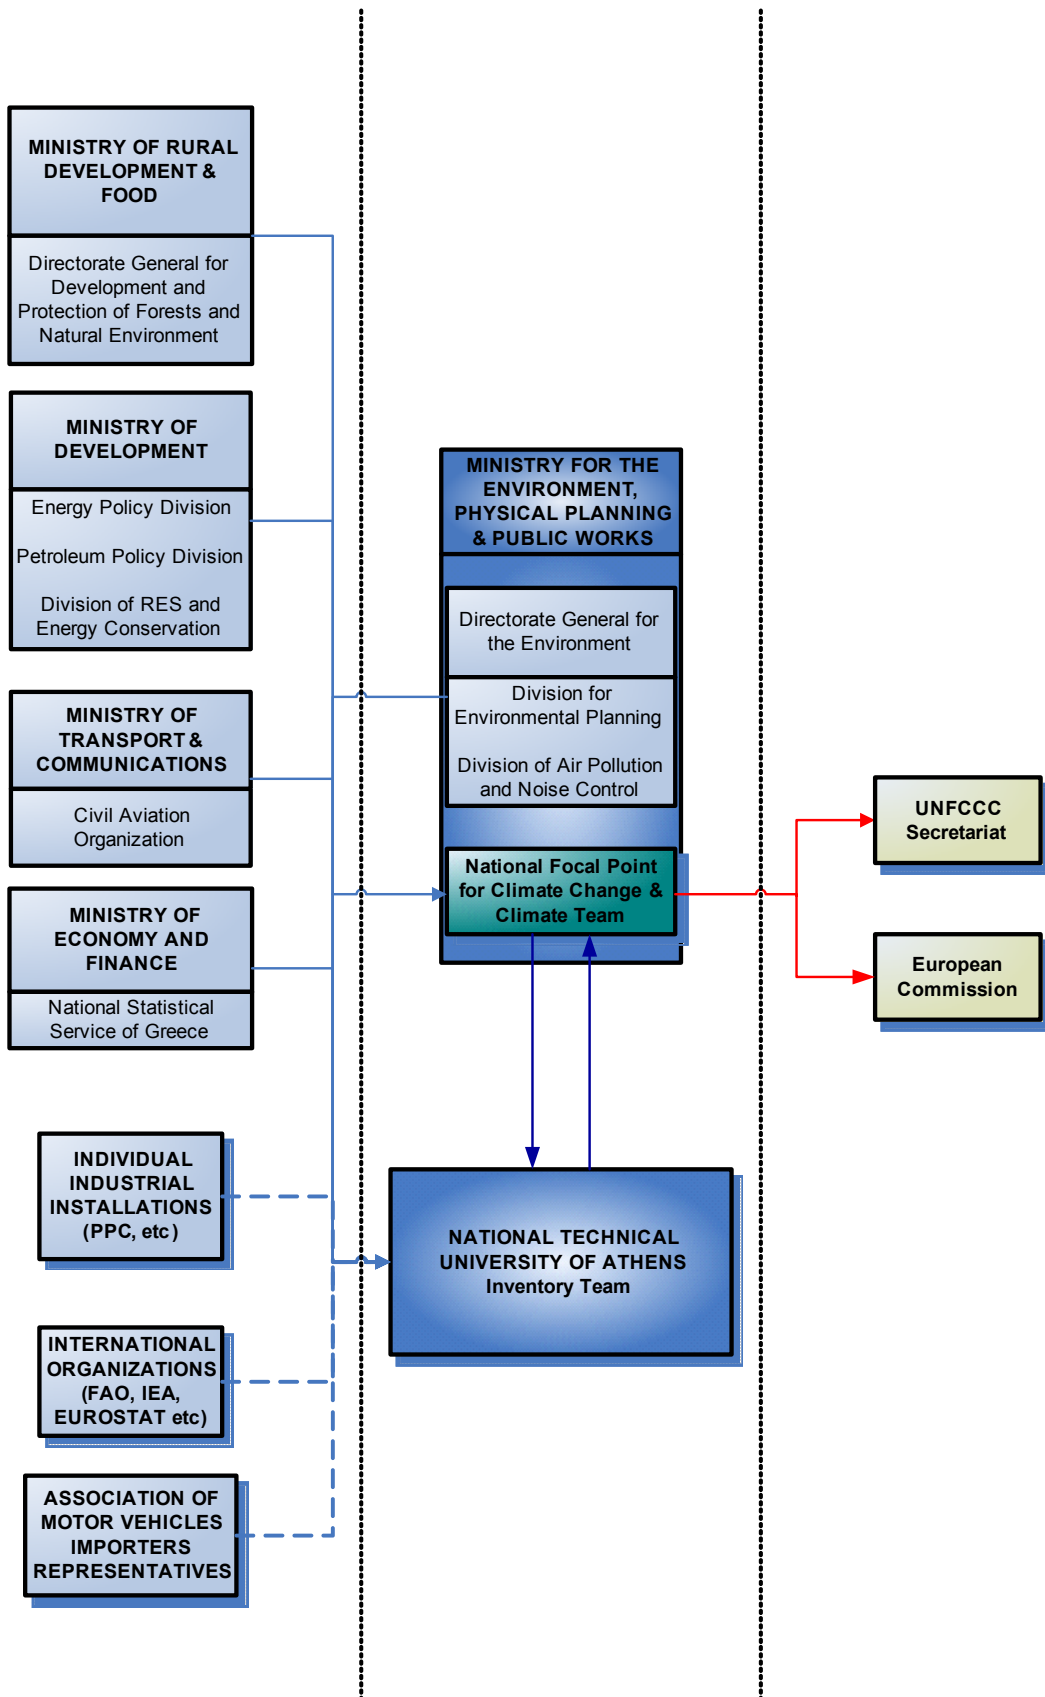 MINISTRY OF RURAL
DEVELOPMENT &
FOOD
Directorate General for
Development and
Protection of Forests and
Natural Environment
MINISTRY OF
DEVELOPMENT
Energy Policy Division
Petroleum Policy Division
Division of RES and
Energy Conservation
MINISTRY OF
TRANSPORT &
COMMUNICATIONS
Civil Aviation
Organization
MINISTRY OF
ECONOMY AND
FINANCE
National Statistical
Service of Greece
INDIVIDUAL
INDUSTRIAL
INSTALLATIONS
(PPC, etc)
INTERNATIONAL
ORGANIZATIONS
(FAO, IEA,
EUROSTAT etc)
ASSOCIATION OF
MOTOR VEHICLES
IMPORTERS
REPRESENTATIVES
MINISTRY FOR THE
ENVIRONMENT,
PHYSICAL PLANNING
& PUBLIC WORKS
Directorate General for
the Environment
Division for
Environmental Planning
Division of Air Pollution
and Noise Control
National Focal Point
for Climate Change &
Climate Team
NATIONAL TECHNICAL
UNIVERSITY OF ATHENS
Inventory Team
UNFCCC
Secretariat
European
Commission